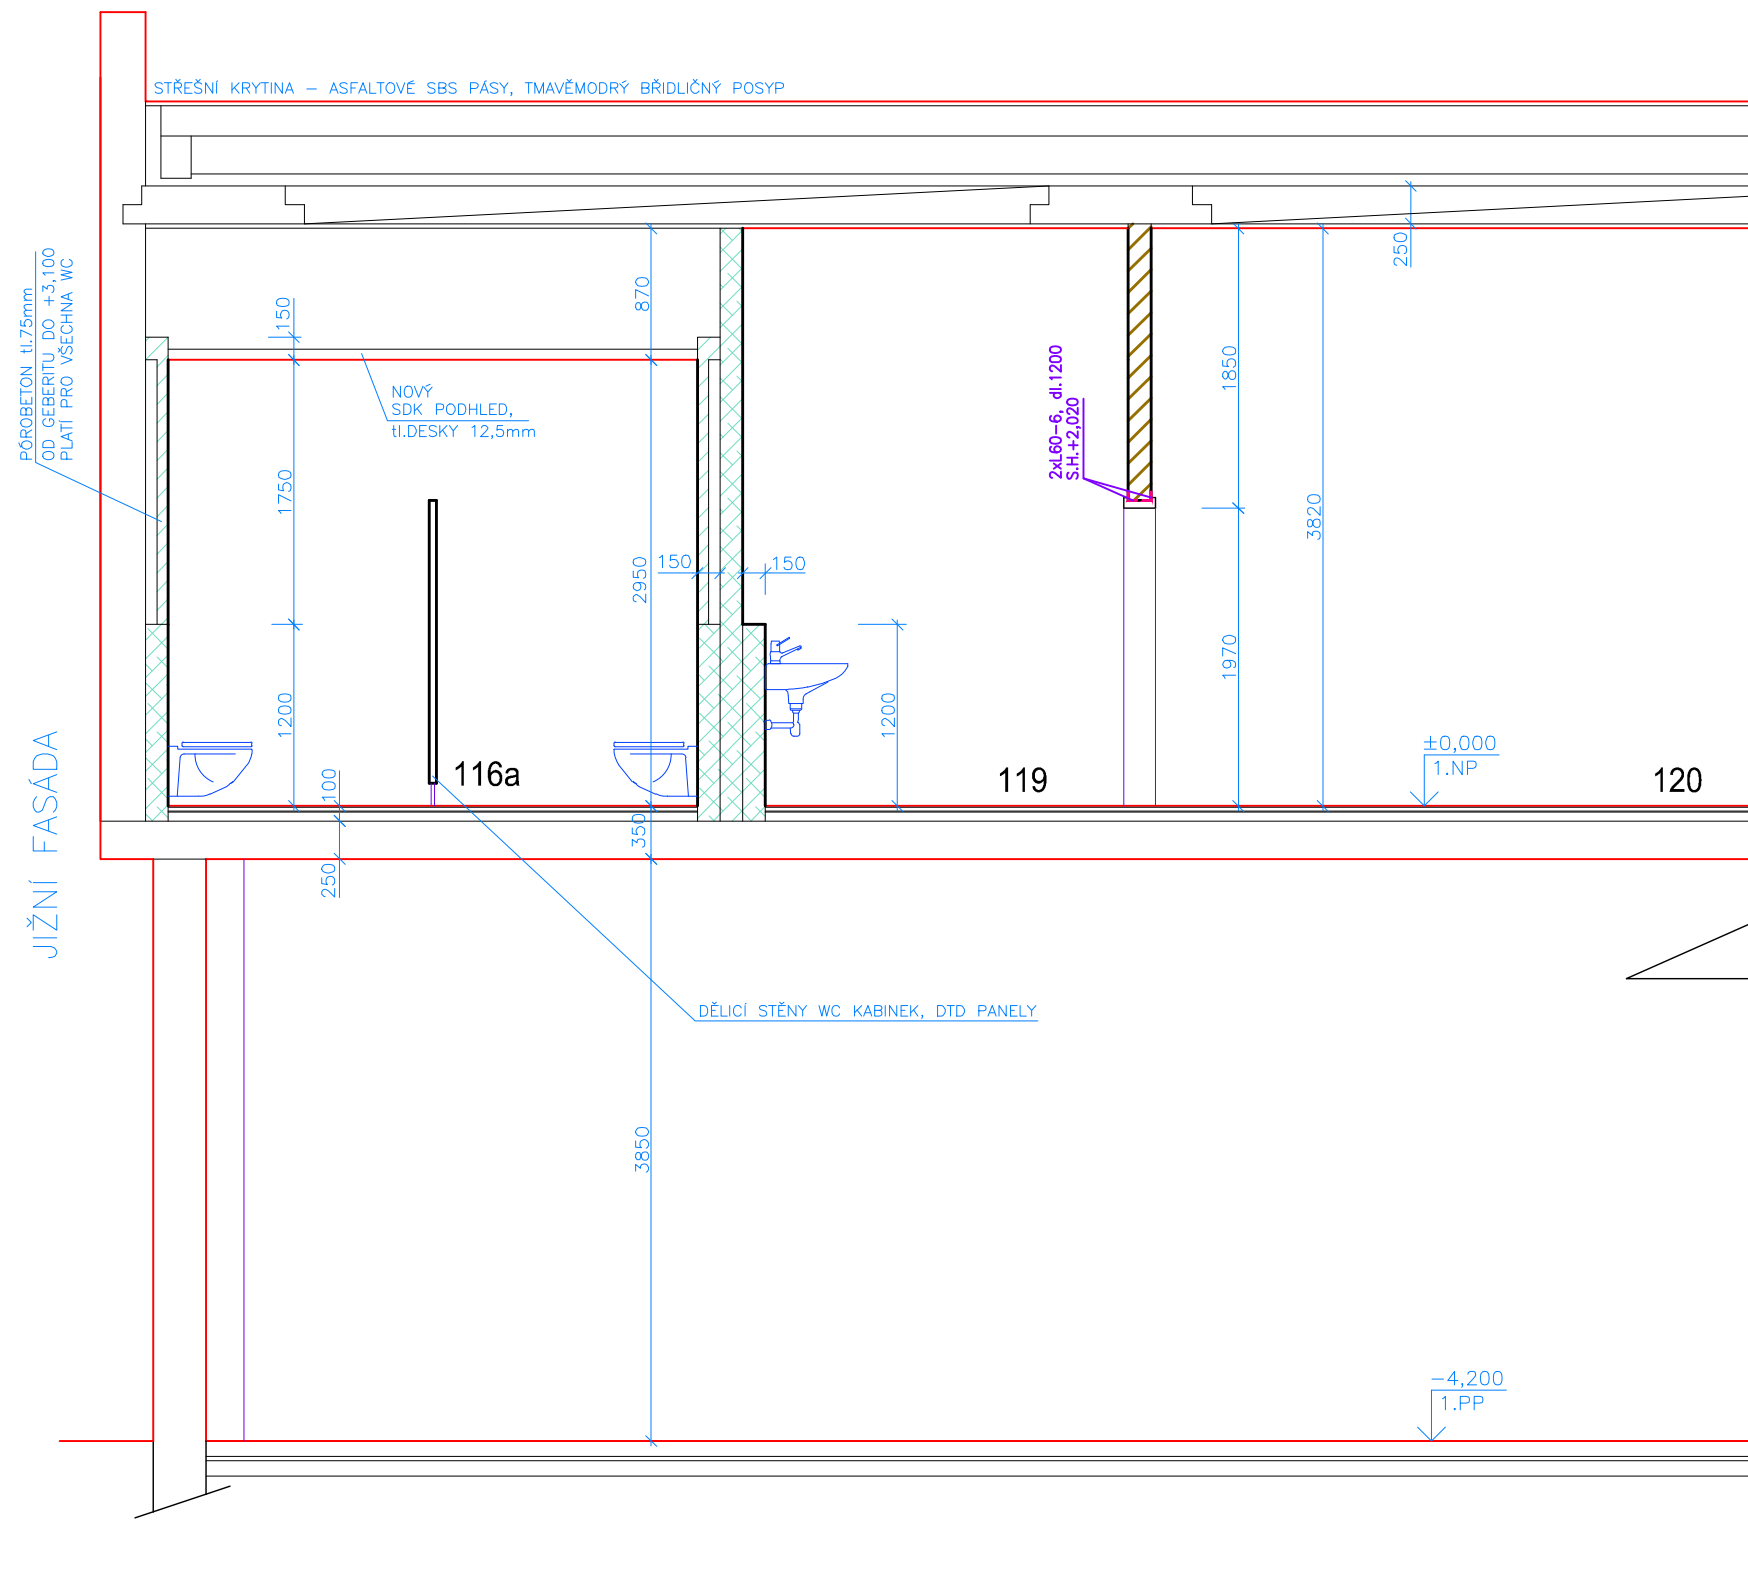 STŘEŠNÍ KRYTINA – ASFALTOVÉ SBS PÁSY, TMAVĚMODRÝ BŘIDLIČNÝ POSYP
250
PÓROBETON tl.75mm
OD GEBERITU DO +3,100
PLATÍ PRO VŠECHNA WC
150
870
NOVÝ
SDK PODHLED,
tl.DESKY 12,5mm
2xL60–6, dl.1200
S.H.+2,020
1850
1750
3820
2950
150
150
1970
1200
1200
JIŽNÍ FASÁDA
±0,000
1.NP
116a
119
120
100
350
250
DĚLICÍ STĚNY WC KABINEK, DTD PANELY
3850
–4,200
1.PP